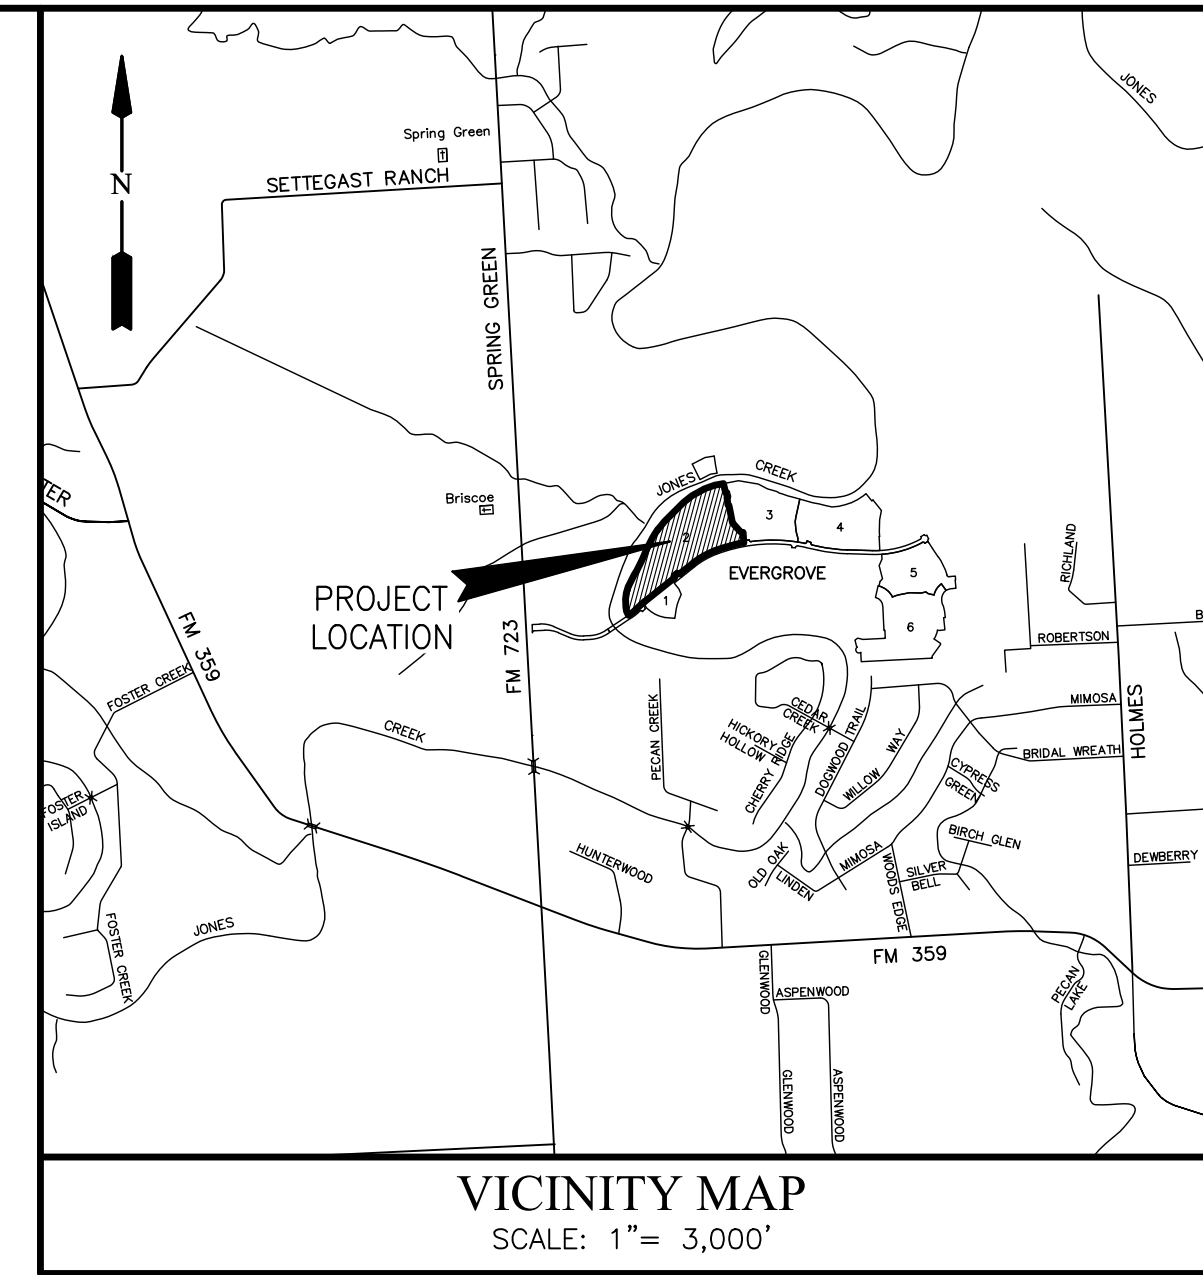 JONES
Spring Green
N
SETTEGAST RANCH
SPRING GREEN
JONES
CREEK
TER
Briscoe
3
4
2
EVERGROVE
5
RICHLAND
PROJECT
LOCATION
1
6
FM 723
FM 359
B
ROBERTSON
FOSTER CREEK
MIMOSA
HOLMES
PECAN CREEK
CEDAR
CREEK
HICKORY
HOLLOW
CHERRY RIDGE
DOGWOOD TRAIL
WILLOW WAY
CREEK
BRIDAL WREATH
CYPRESS
GREEN
FOSTER
ISLAND
BIRCH GLEN
HUNTERWOOD
OLD OAK
LINDEN
MIMOSA
WOODS EDGE
SILVER
BELL
DEWBERRY
FOSTER CREEK
JONES
FM 359
GLENWOOD
ASPENWOOD
PECAN
LAKE
GLENWOOD
ASPENWOOD
VICINITY MAP
SCALE: 1"= 3,000'